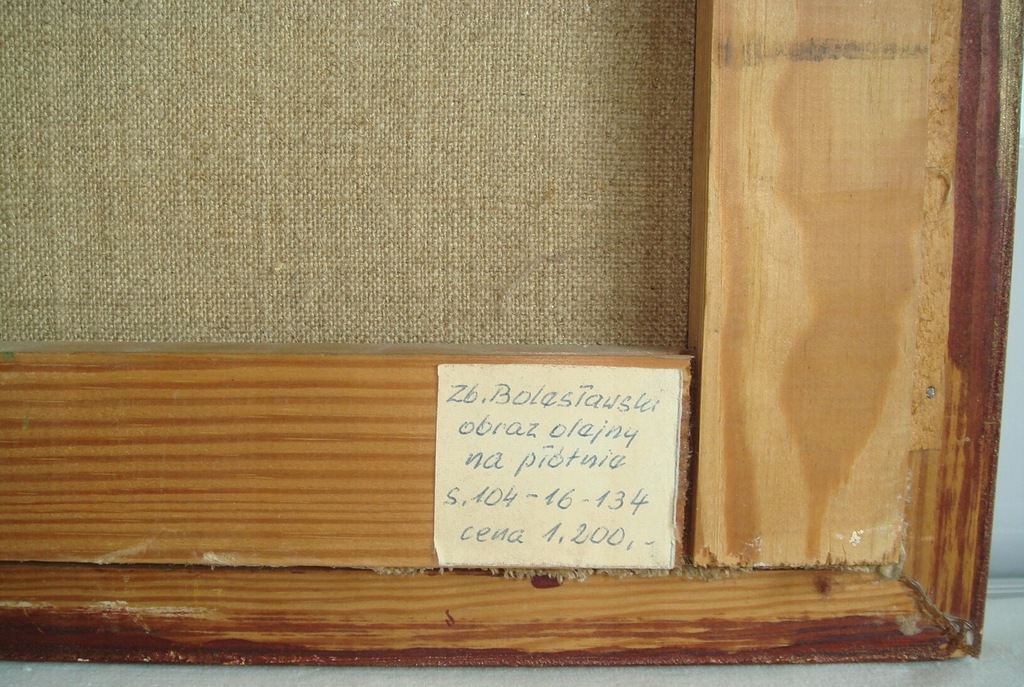 Zb. Bolesławski
obraz olejny
na płótnie
s. 104-16-134
cena 1.200,-